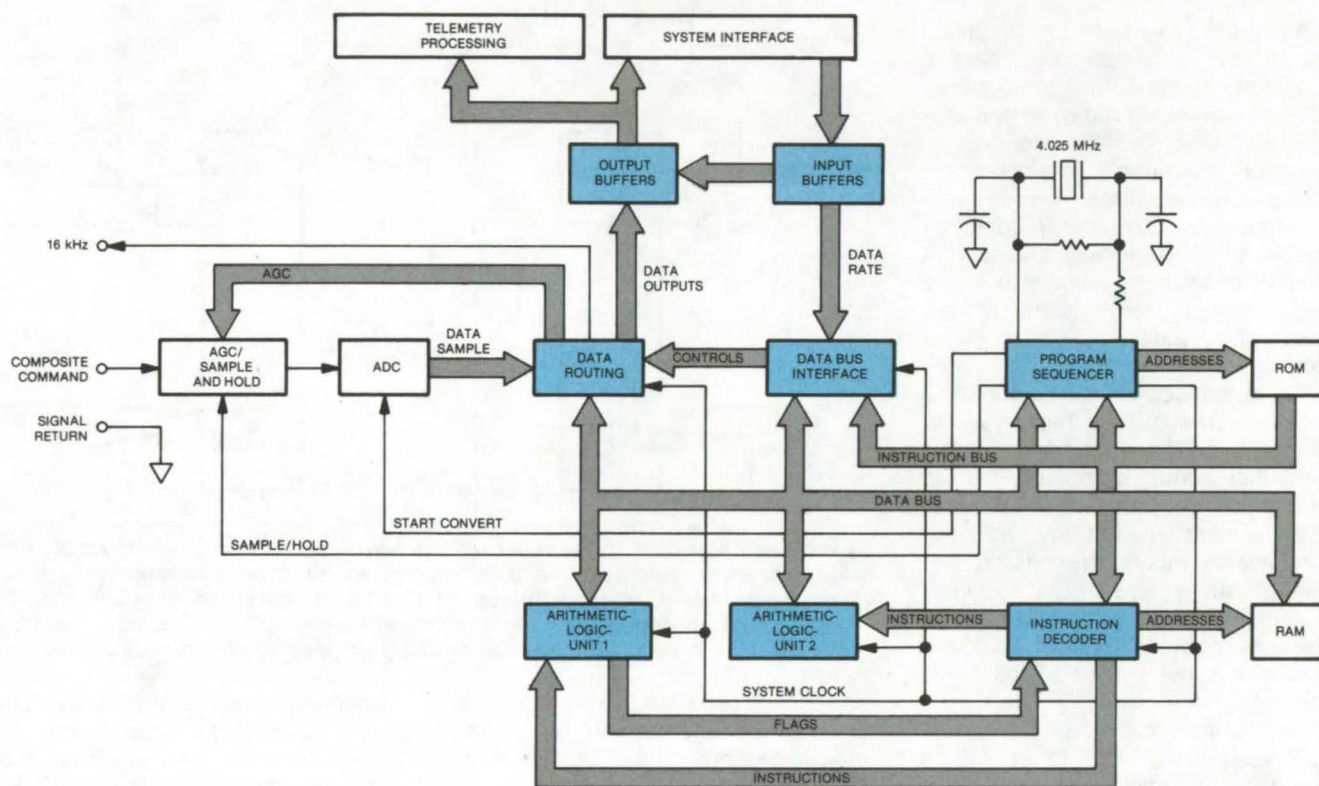 TELEMETRY
PROCESSING
SYSTEM INTERFACE
OUTPUT
BUFFERS
INPUT
BUFFERS
4.025 MHz
16 kHz
AGC
DATA
OUTPUTS
DATA
RATE
COMPOSITE
COMMAND
AGC/
SAMPLE
AND HOLD
ADC
DATA
SAMPLE
DATA
ROUTING
CONTROLS
DATA BUS
INTERFACE
PROGRAM
SEQUENCER
ADDRESSES
ROM
SIGNAL
RETURN
INSTRUCTION BUS
DATA BUS
START CONVERT
SAMPLE/HOLD
ARITHMETIC-
LOGIC-
UNIT 1
ARITHMETIC-
LOGIC-
UNIT 2
INSTRUCTIONS
INSTRUCTION
DECODER
ADDRESSES
RAM
SYSTEM CLOCK
FLAGS
INSTRUCTIONS